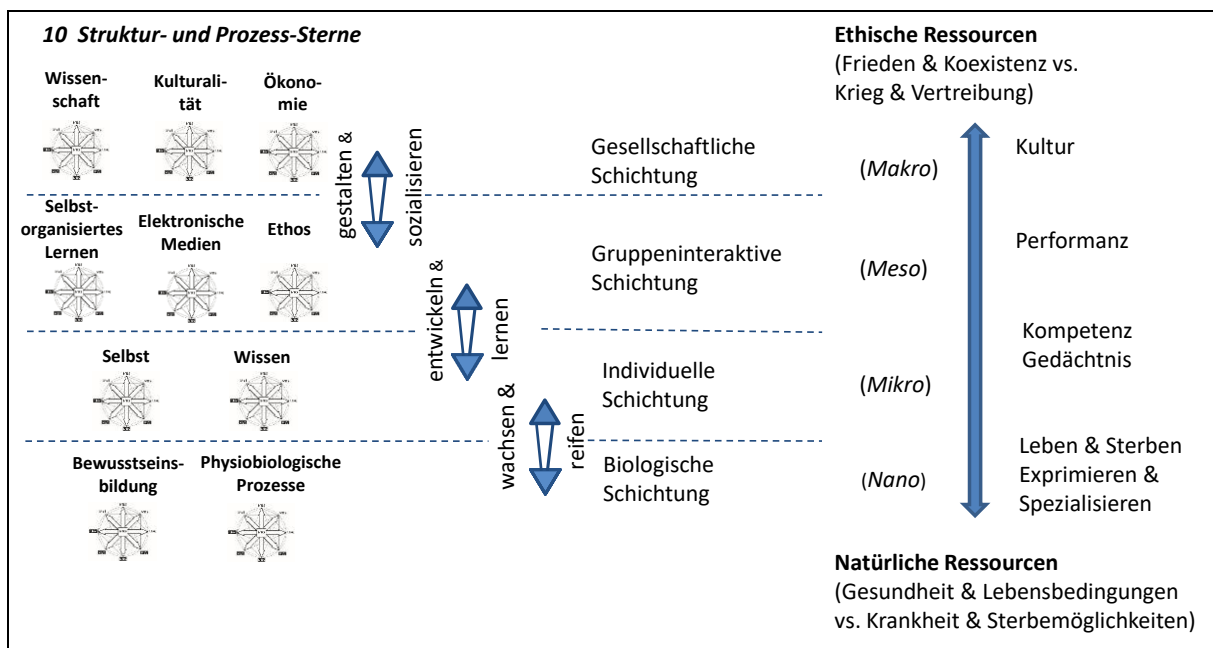 10 Struktur- und Prozess-Sterne
Wissen-
schaft
Kulturali-
tät
Ökono-
mie
Selbst-
organisiertes
Lernen
Elektronische
Medien
Ethos
Selbst
Wissen
Bewusstseins-
bildung
Physiobiologische
Prozesse
gestalten &
sozialisieren
entwickeln &
lernen
wachsen &
reifen
Gesellschaftliche
Schichtung
Gruppeninteraktive
Schichtung
Individuelle
Schichtung
Biologische
Schichtung
(Makro)
(Meso)
(Mikro)
(Nano)
Ethische Ressourcen
(Frieden & Koexistenz vs.
Krieg & Vertreibung)
Kultur
Performanz
Kompetenz
Gedächtnis
Leben & Sterben
Exprimieren &
Spezialisieren
Natürliche Ressourcen
(Gesundheit & Lebensbedingungen
vs. Krankheit & Sterbemöglichkeiten)